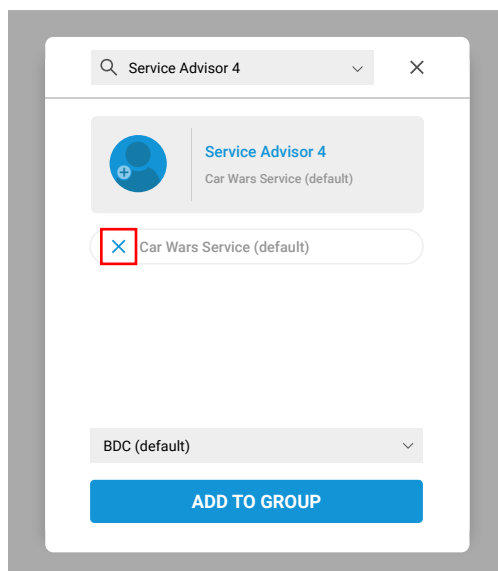 Service Advisor 4
Service Advisor 4
Car Wars Service (default)
Car Wars Service (default)
BDC (default)
ADD TO GROUP